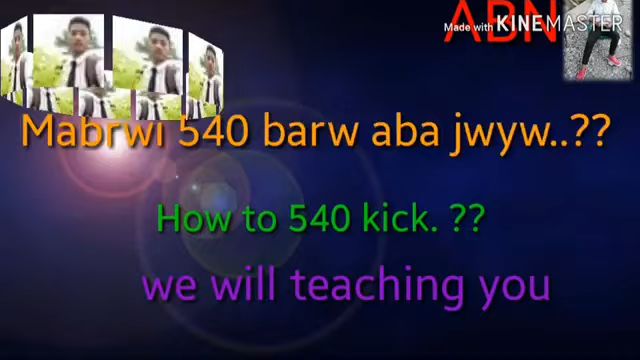 ABN
Made with KINEMASTER
Mabrwi 540 barw aba jwyw..??
How to 540 kick. ??
we will teaching you